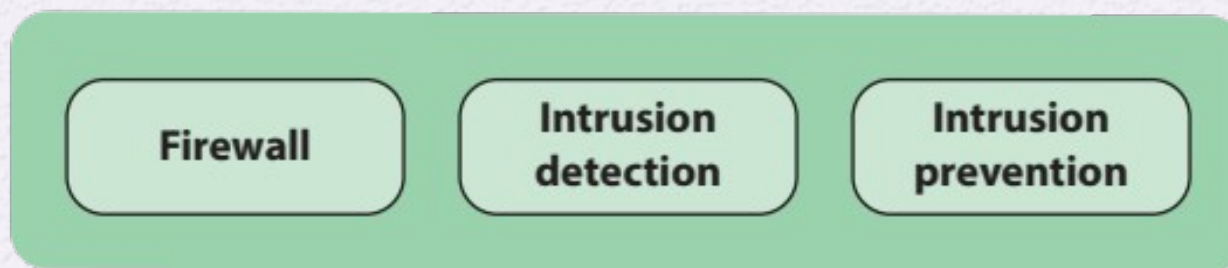 Firewall
Intrusion
detection
Intrusion
prevention